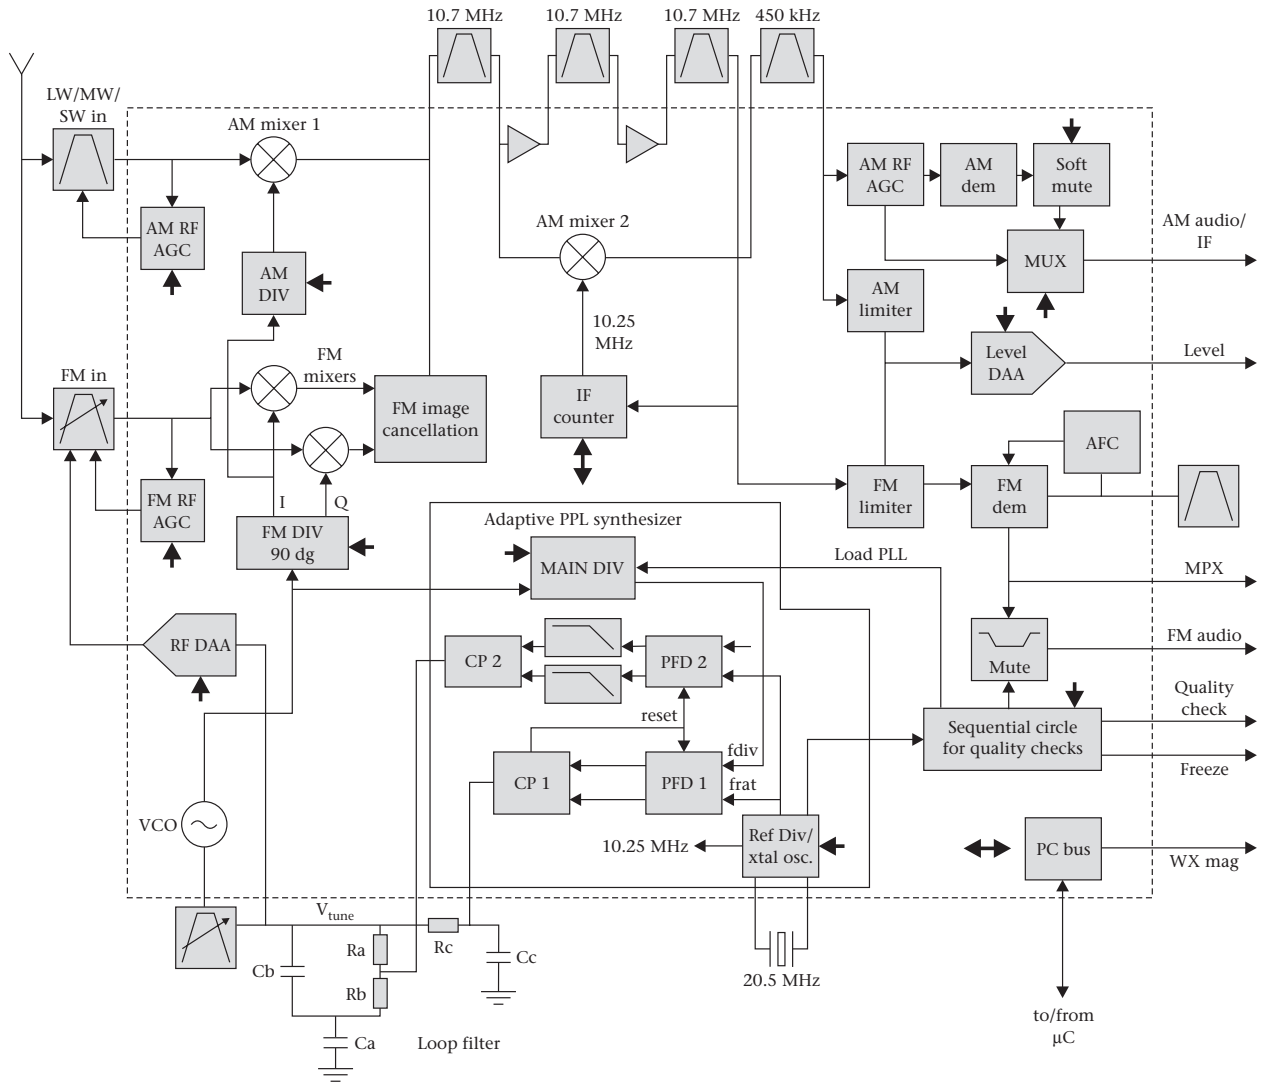 10.7 MHz
10.7 MHz
10.7 MHz
450 kHz
LW/MW/
SW in
AM mixer 1
AM RF
AGC
AM
DIV
AM mixer 2
10.25
MHz
AM RF
AGC
AM
dem
Soft
mute
MUX
AM audio/
IF
AM
limiter
Level
DAA
Level
FM in
FM
mixers
FM image
cancellation
IF
counter
AFC
FM RF
AGC
I
Q
FM DIV
90 dg
FM
limiter
FM
dem
Adaptive PPL synthesizer
MAIN DIV
Load PLL
MPX
RF DAA
CP 2
PFD 2
Mute
FM audio
reset
Sequential circle
for quality checks
Quality
check
Freeze
CP 1
PFD 1
fdiv
frat
VCO
10.25 MHz
Ref Div/
xtal osc.
PC bus
WX mag
Vtune
Ra
Rb
Rc
Cb
Cc
Ca
20.5 MHz
Loop filter
to/from
µC